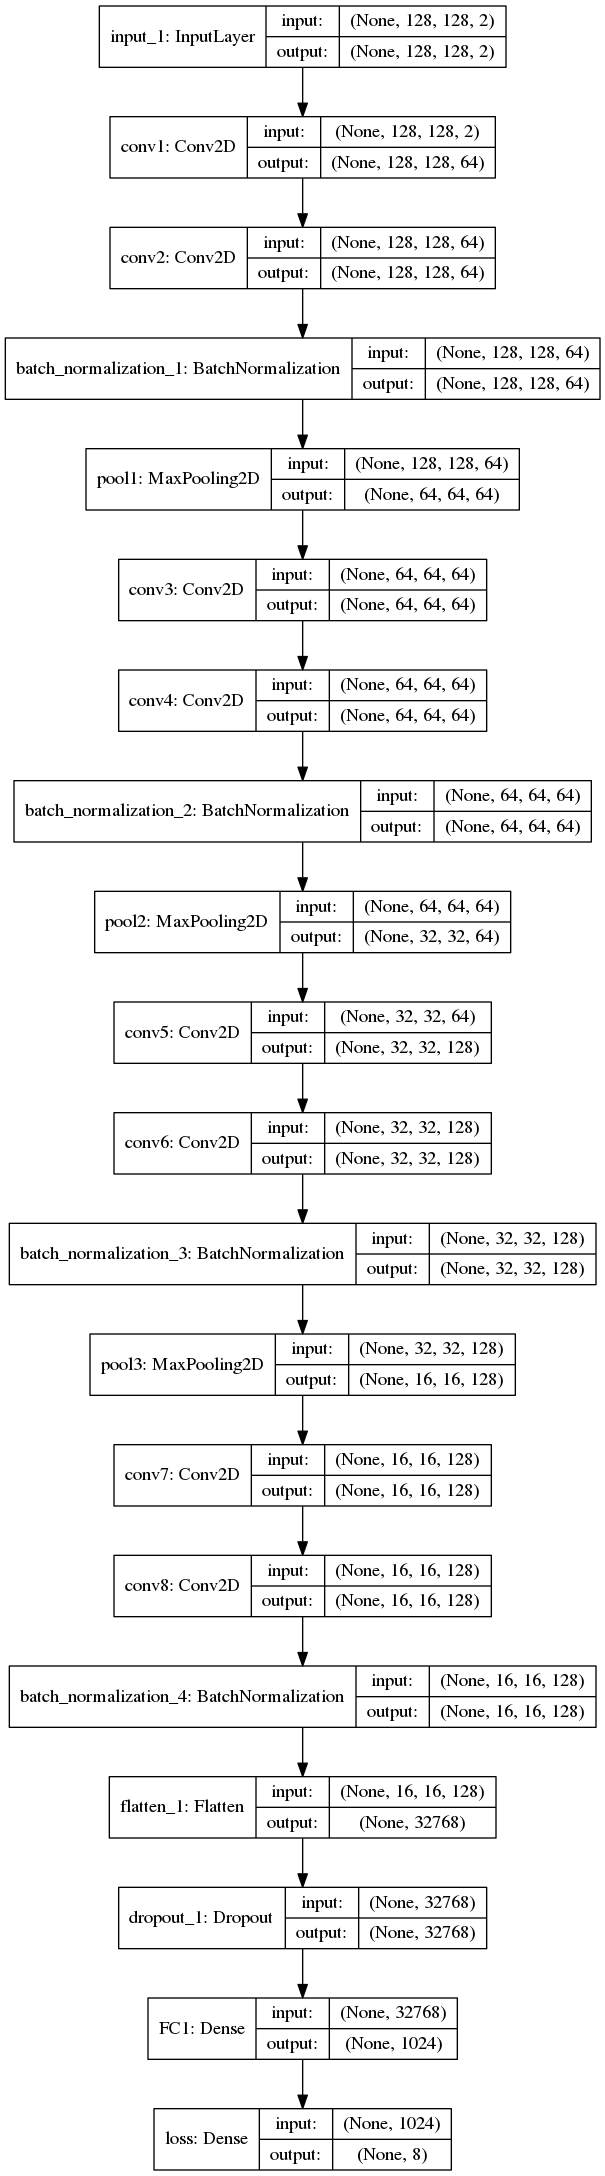 input_1: InputLayer
input: (None, 128, 128, 2)
output: (None, 128, 128, 2)
conv1: Conv2D
input: (None, 128, 128, 2)
output: (None, 128, 128, 64)
conv2: Conv2D
input: (None, 128, 128, 64)
output: (None, 128, 128, 64)
batch_normalization_1: BatchNormalization
input: (None, 128, 128, 64)
output: (None, 128, 128, 64)
pool1: MaxPooling2D
input: (None, 128, 128, 64)
output: (None, 64, 64, 64)
conv3: Conv2D
input: (None, 64, 64, 64)
output: (None, 64, 64, 64)
conv4: Conv2D
input: (None, 64, 64, 64)
output: (None, 64, 64, 64)
batch_normalization_2: BatchNormalization
input: (None, 64, 64, 64)
output: (None, 64, 64, 64)
pool2: MaxPooling2D
input: (None, 64, 64, 64)
output: (None, 32, 32, 64)
conv5: Conv2D
input: (None, 32, 32, 64)
output: (None, 32, 32, 128)
conv6: Conv2D
input: (None, 32, 32, 128)
output: (None, 32, 32, 128)
batch_normalization_3: BatchNormalization
input: (None, 32, 32, 128)
output: (None, 32, 32, 128)
pool3: MaxPooling2D
input: (None, 32, 32, 128)
output: (None, 16, 16, 128)
conv7: Conv2D
input: (None, 16, 16, 128)
output: (None, 16, 16, 128)
conv8: Conv2D
input: (None, 16, 16, 128)
output: (None, 16, 16, 128)
batch_normalization_4: BatchNormalization
input: (None, 16, 16, 128)
output: (None, 16, 16, 128)
flatten_1: Flatten
input: (None, 16, 16, 128)
output: (None, 32768)
dropout_1: Dropout
input: (None, 32768)
output: (None, 32768)
FC1: Dense
input: (None, 32768)
output: (None, 1024)
loss: Dense
input: (None, 1024)
output: (None, 8)